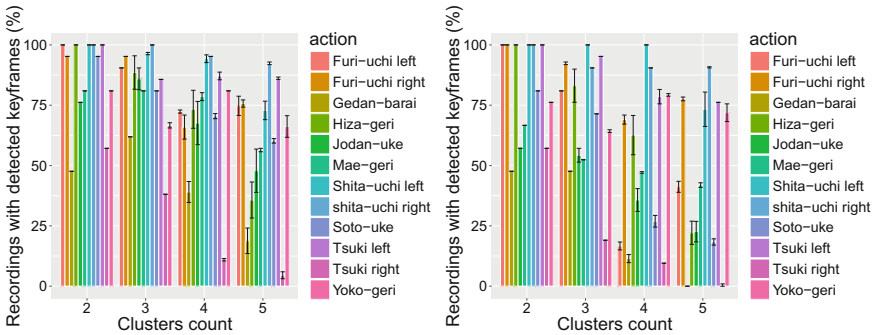 Recordings with detected keyframes (%)
100
75
50
25
0
2
3
4
5
Clusters count
action
Furi-uchi left
Furi-uchi right
Gedan-barai
Hiza-geri
Jodan-uke
Mae-geri
Shita-uchi left
shita-uchi right
Soto-uke
Tsuki left
Tsuki right
Yoko-geri
Recordings with detected keyframes (%)
100
75
50
25
0
2
3
4
5
Clusters count
action
Furi-uchi left
Furi-uchi right
Gedan-barai
Hiza-geri
Jodan-uke
Mae-geri
Shita-uchi left
shita-uchi right
Soto-uke
Tsuki left
Tsuki right
Yoko-geri